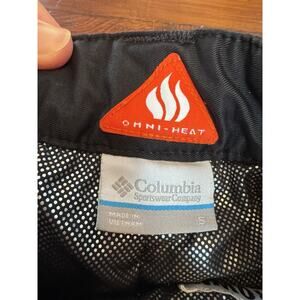 OMNI-HEAT
Columbia
Sportswear Company
MADE IN
VIETNAM
S